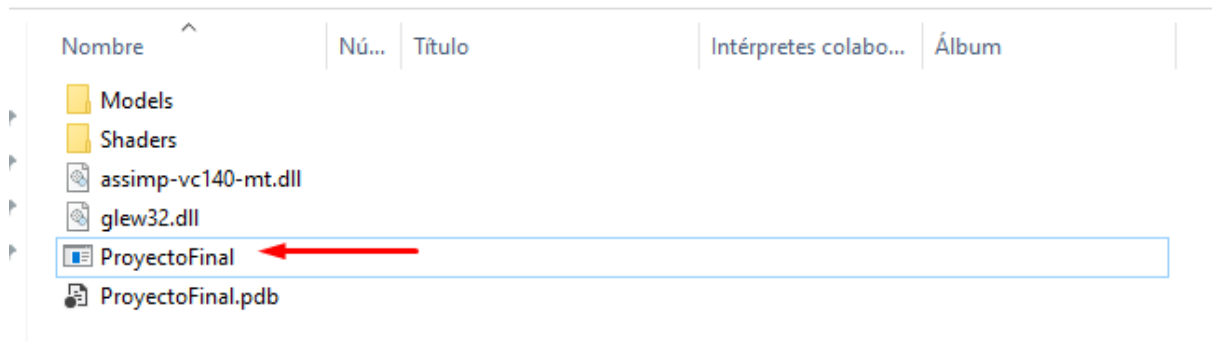 Nombre Nú... Título Intérpretes colabo... Álbum
Models
Shaders
assimp-vc140-mt.dll
glew32.dll
ProyectoFinal
ProyectoFinal.pdb